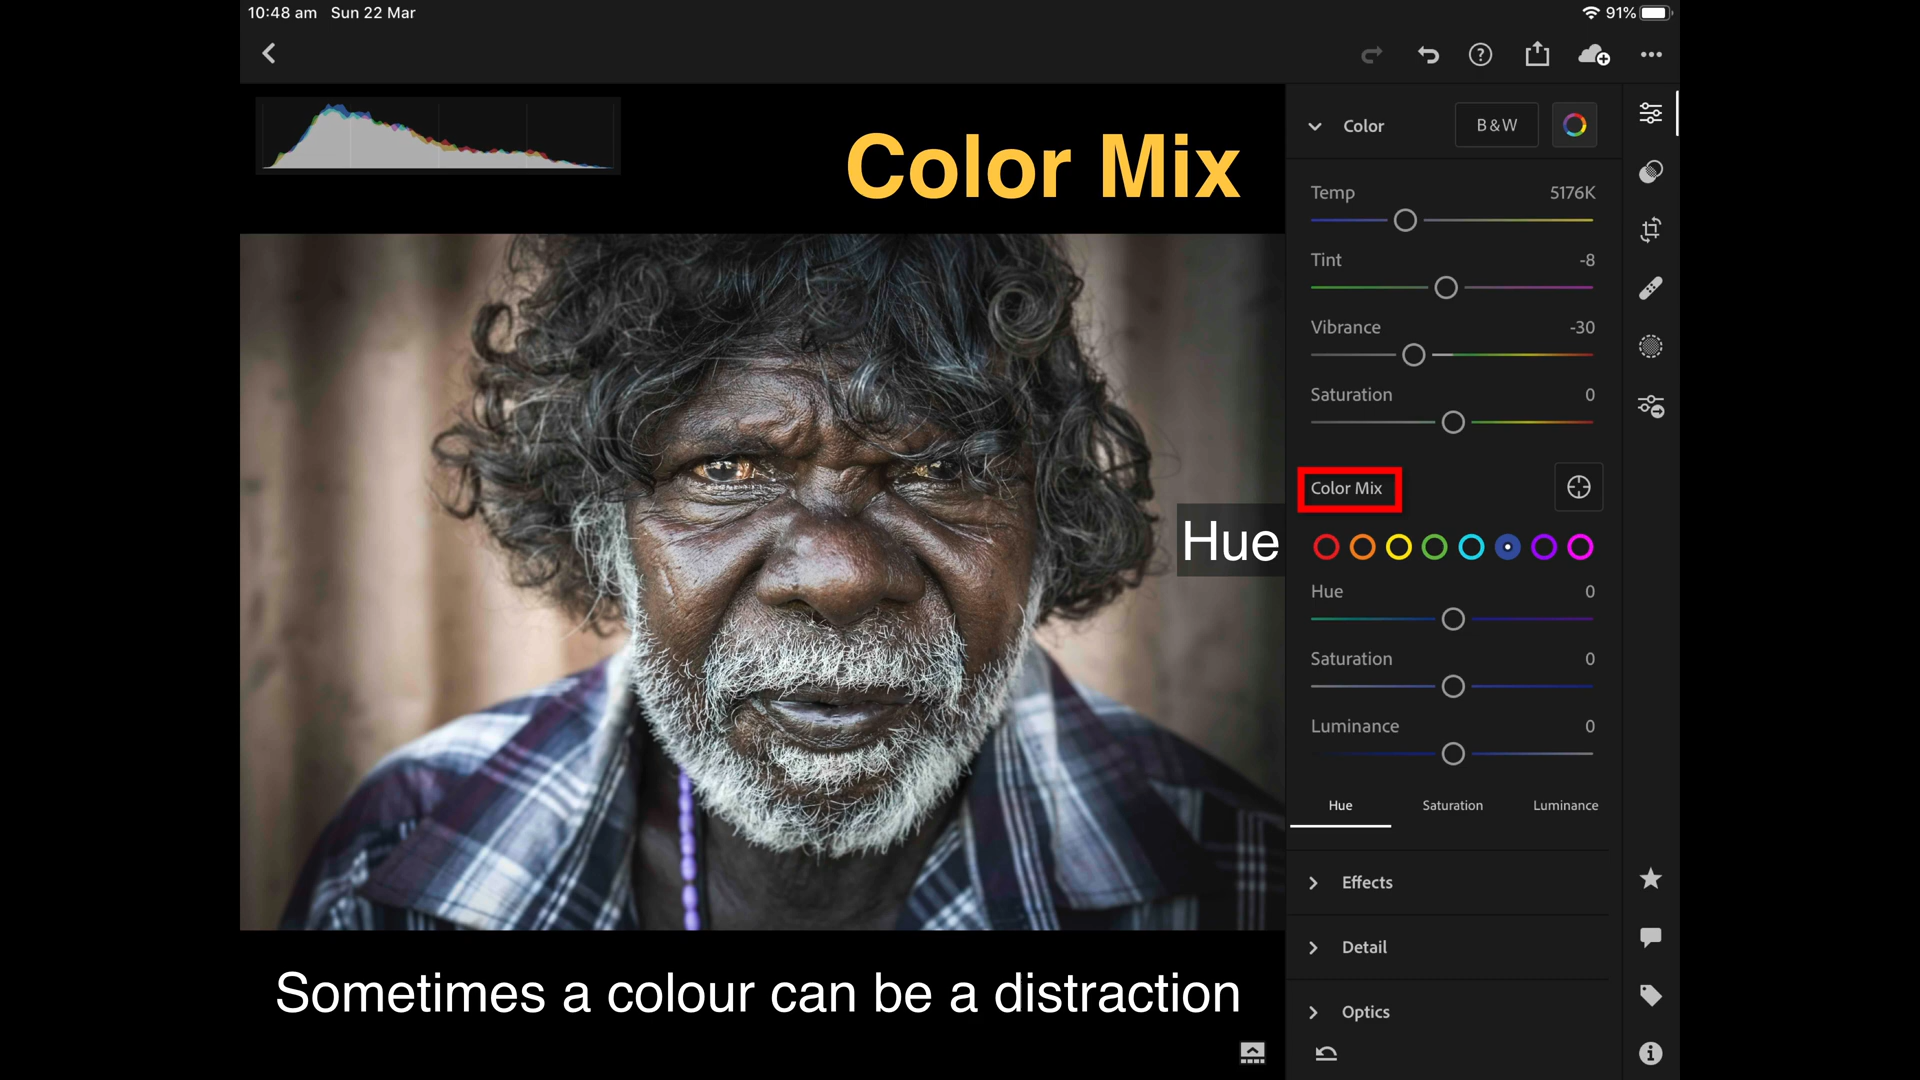 10:48 am Sun 22 Mar
91%
Color B&W
Color Mix
Temp 5176K
Tint -8
Vibrance -30
Saturation 0
Color Mix
Hue
Hue 0
Saturation 0
Luminance 0
Hue Saturation Luminance
Effects
Detail
Sometimes a colour can be a distraction
Optics